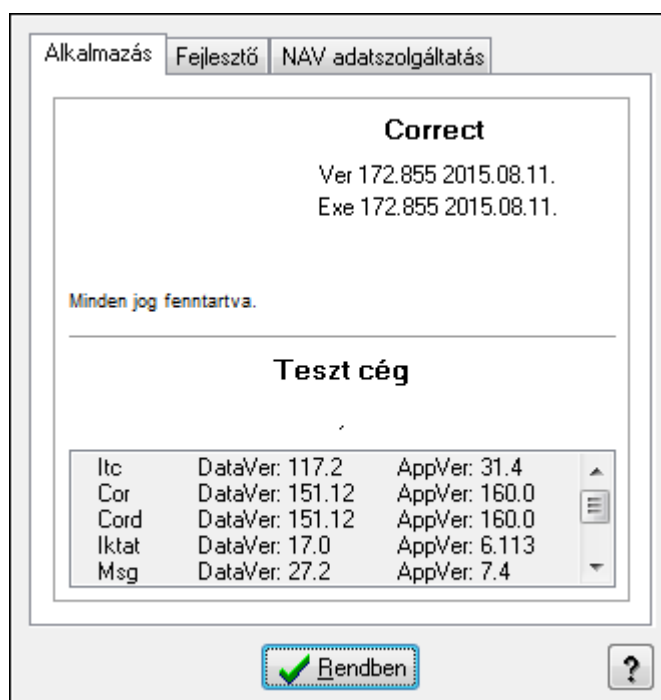 Alkalmazás Fejlesztő NAV adatszolgáltatás
Correct
Ver 172.855 2015.08.11.
Exe 172.855 2015.08.11.
Minden jog fenntartva.
Teszt cég
,
Itc DataVer: 117.2 AppVer: 31.4
Cor DataVer: 151.12 AppVer: 160.0
Cord DataVer: 151.12 AppVer: 160.0
Iktat DataVer: 17.0 AppVer: 6.113
Msg DataVer: 27.2 AppVer: 7.4
Rendben ?